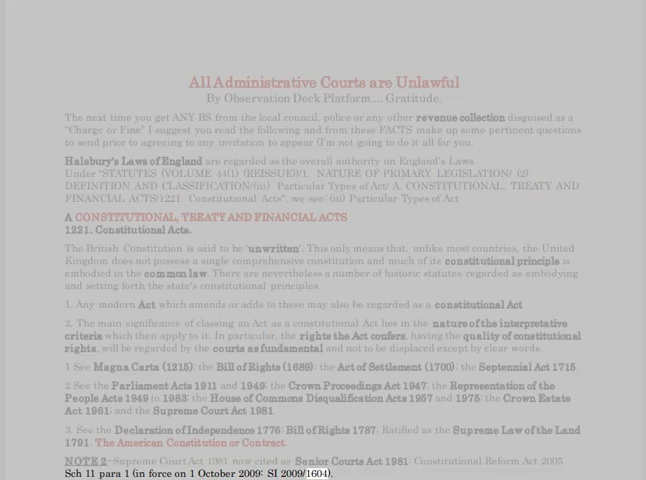 All Administrative Courts are Unlawful
By Observation Deck Platform.... Gratitude.
The next time you get ANY BS from the local council, police or any other revenue collection disguised as a
"Charge or Fine" I suggest you read the following and from these FACTS make up some pertinent questions
to send prior to agreeing to any invitation to appear (I'm not going to do it all for you.
Halsbury's Laws of England are regarded as the overall authority on England's Laws.
Under "STATUTES (VOLUME 44(1) (REISSUE))/1. NATURE OF PRIMARY LEGISLATION/ (2)
DEFINITION AND CLASSIFICATION/(iii) Particular Types of Act/ A. CONSTITUTIONAL, TREATY AND
FINANCIAL ACTS/1221. Constitutional Acts", we see: (iii) Particular Types of Act
A CONSTITUTIONAL, TREATY AND FINANCIAL ACTS
1221. Constitutional Acts.
The British Constitution is said to be 'unwritten'. This only means that, unlike most countries, the United
Kingdom does not possess a single comprehensive constitution and much of its constitutional principle is
embodied in the common law. There are nevertheless a number of historic statutes regarded as embodying
and setting forth the state's constitutional principles.
1. Any modern Act which amends or adds to these may also be regarded as a constitutional Act
2. The main significance of classing an Act as a constitutional Act lies in the nature of the interpretative
criteria which then apply to it. In particular, the rights the Act confers, having the quality of constitutional
rights, will be regarded by the courts as fundamental and not to be displaced except by clear words.
1 See Magna Carta (1215); the Bill of Rights (1689); the Act of Settlement (1700); the Septennial Act 1715.
2 See the Parliament Acts 1911 and 1949; the Crown Proceedings Act 1947; the Representation of the
People Acts 1949 to 1983; the House of Commons Disqualification Acts 1957 and 1975; the Crown Estate
Act 1961; and the Supreme Court Act 1981.
3. See the Declaration of Independence 1776; Bill of Rights 1787; Ratified as the Supreme Law of the Land
1791. The American Constitution or Contract.
NOTE 2–Supreme Court Act 1981 now cited as Senior Courts Act 1981: Constitutional Reform Act 2005
Sch 11 para 1 (in force on 1 October 2009: SI 2009/1604).